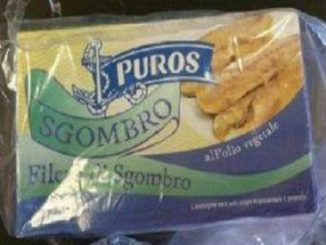 PUROS
SGOMBRO
all'olio vegetale
Filetti di Sgombro